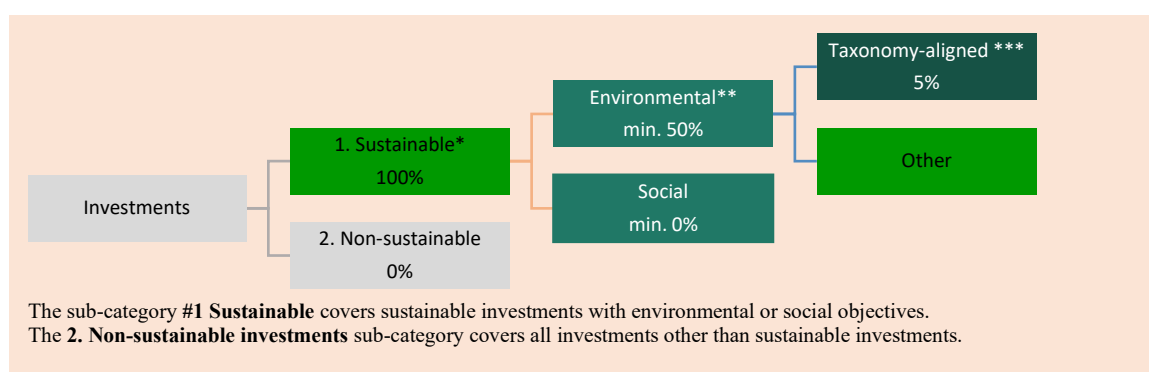 Investments
1. Sustainable*
100%
2. Non-sustainable
0%
Environmental**
min. 50%
Social
min. 0%
Taxonomy-aligned ***
5%
Other
The sub-category #1 Sustainable covers sustainable investments with environmental or social objectives.
The 2. Non-sustainable investments sub-category covers all investments other than sustainable investments.